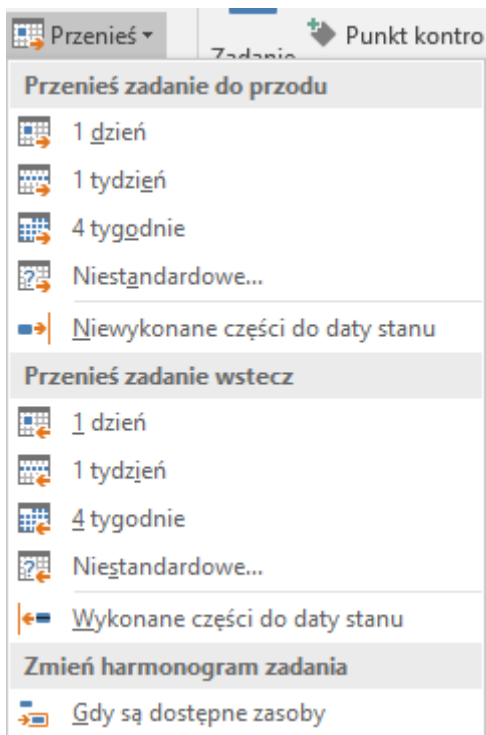 Przenieś
Zadanie
Punkt kontro
Przenieś zadanie do przodu
1 dzień
1 tydzień
4 tygodnie
Niestandardowe...
Niewykonane części do daty stanu
Przenieś zadanie wstecz
1 dzień
1 tydzień
4 tygodnie
Niestandardowe...
Wykonane części do daty stanu
Zmień harmonogram zadania
Gdy są dostępne zasoby